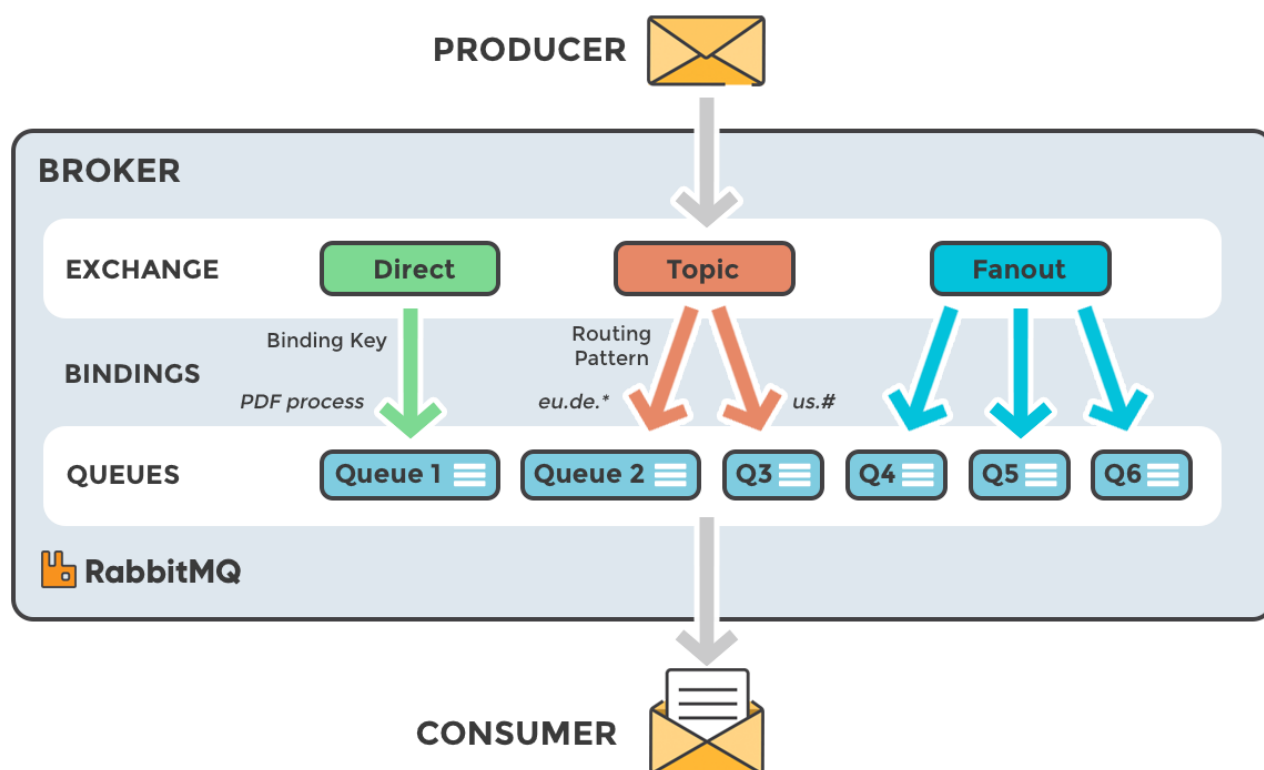 PRODUCER
BROKER
EXCHANGE
Direct
Topic
Fanout
BINDINGS
Binding Key
PDF process
Routing
Pattern
eu.de.*
us.#
QUEUES
Queue 1
Queue 2
Q3
Q4
Q5
Q6
RabbitMQ
CONSUMER